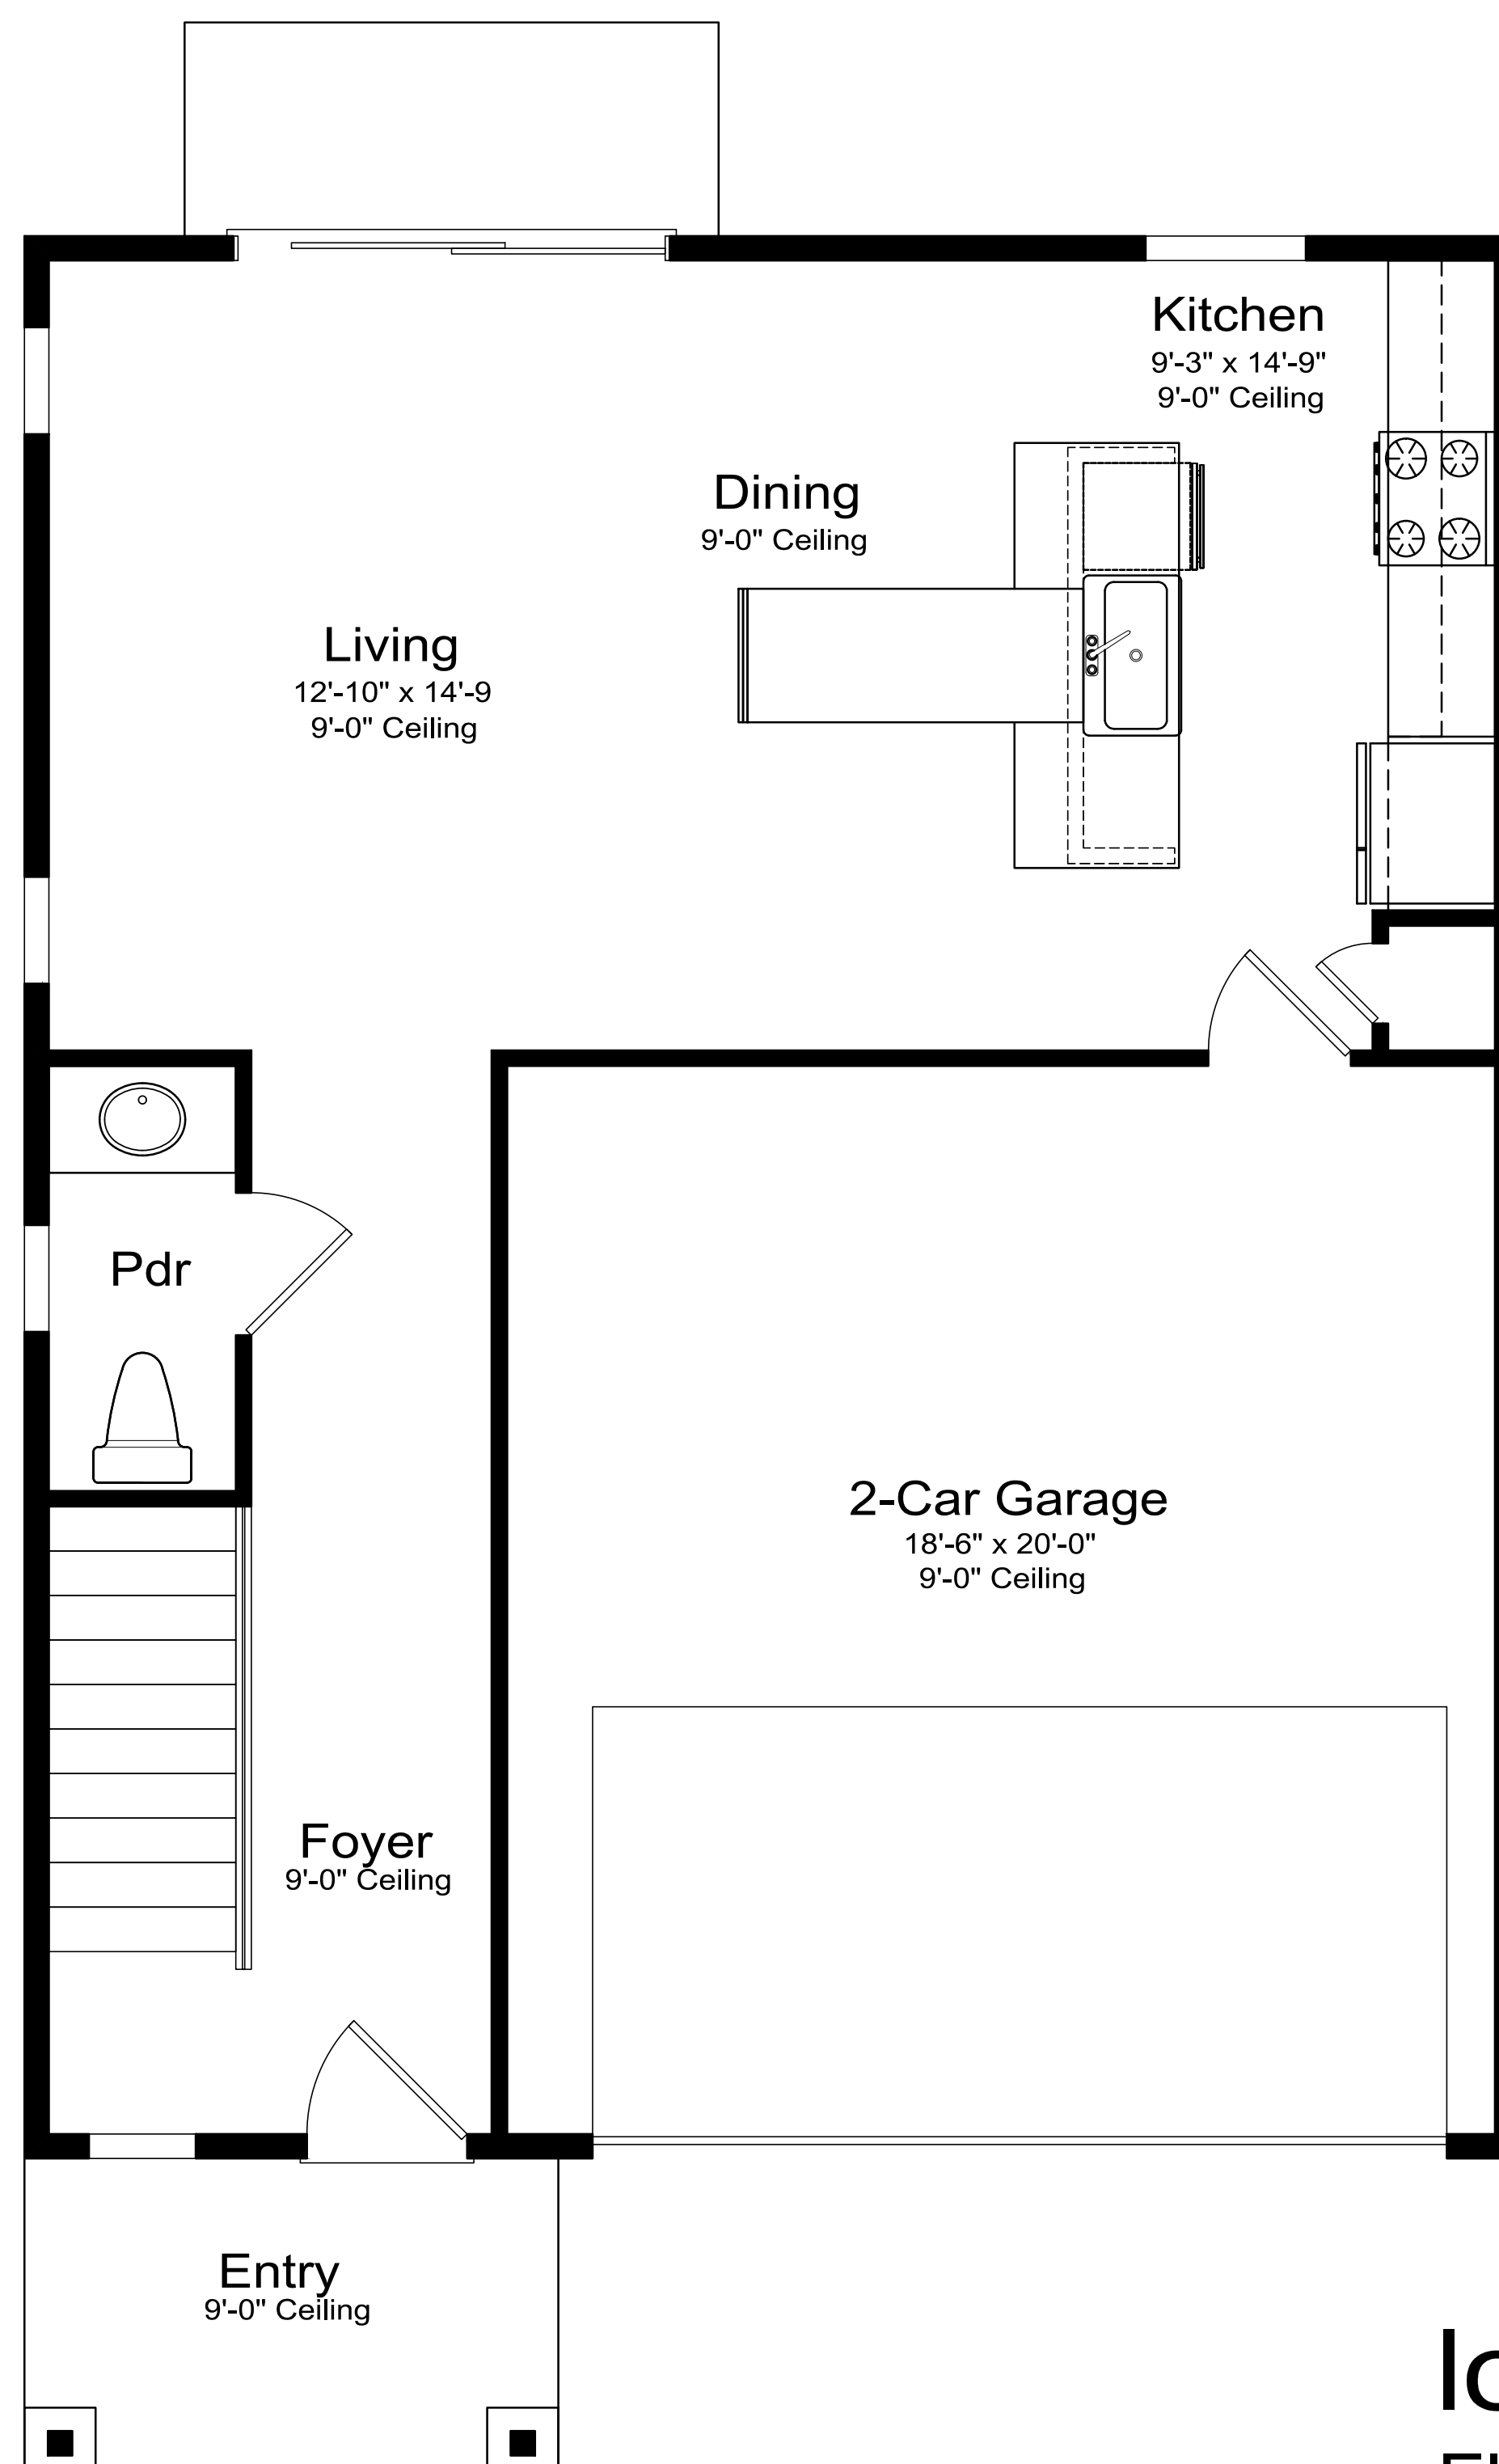 Kitchen
9'-3" x 14'-9"
9'-0" Ceiling
Dining
9'-0" Ceiling
Living
12'-10" x 14'-9
9'-0" Ceiling
Pdr
2-Car Garage
18'-6" x 20'-0"
9'-0" Ceiling
Foyer
9'-0" Ceiling
Entry
9'-0" Ceiling